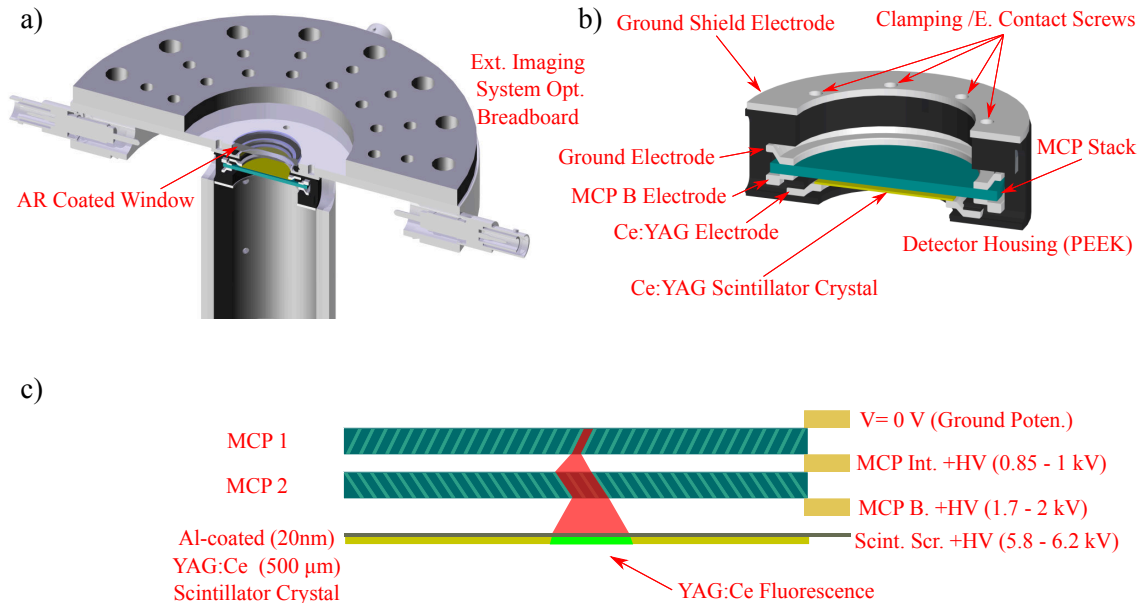 a)
Ext. Imaging
System Opt.
Breadboard
AR Coated Window
b)
Ground Shield Electrode
Clamping /E. Contact Screws
Ground Electrode
MCP B Electrode
Ce:YAG Electrode
MCP Stack
Detector Housing (PEEK)
Ce:YAG Scintillator Crystal
c)
MCP 1
MCP 2
Al-coated (20nm)
YAG:Ce (500 μm)
Scintillator Crystal
V= 0 V (Ground Poten.)
MCP Int. +HV (0.85 - 1 kV)
MCP B. +HV (1.7 - 2 kV)
Scint. Scr. +HV (5.8 - 6.2 kV)
YAG:Ce Fluorescence